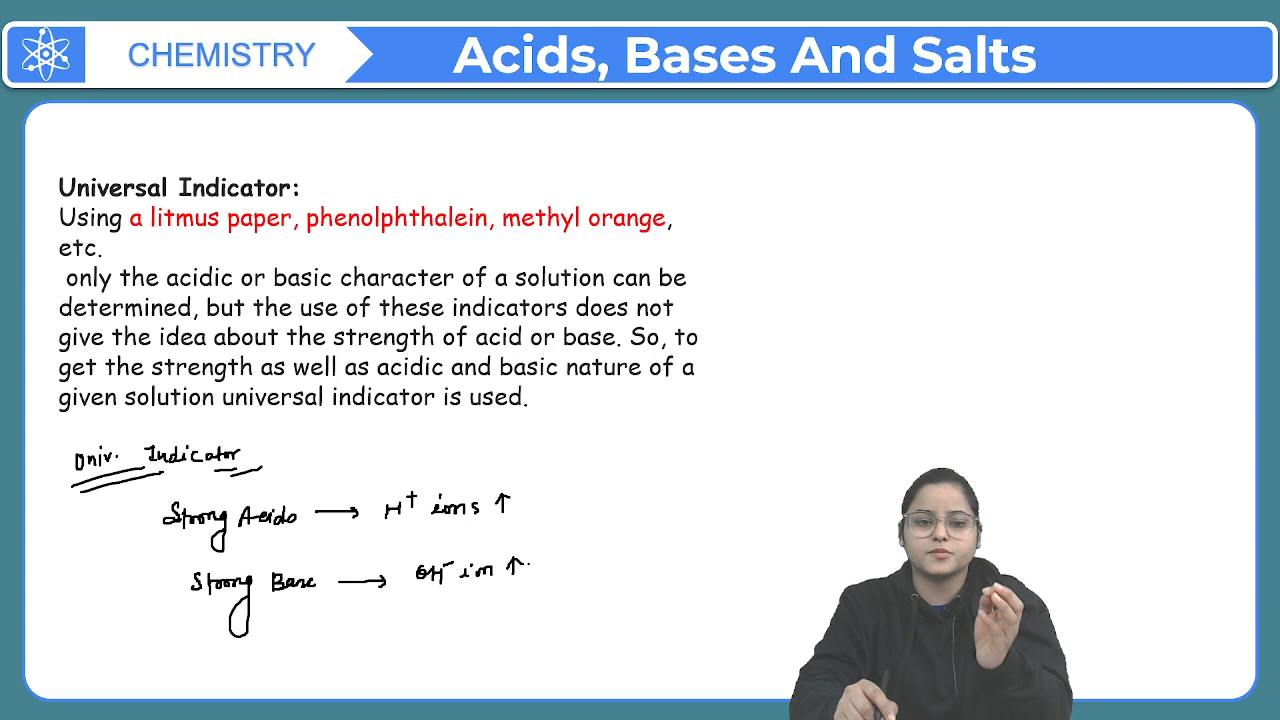 CHEMISTRY
Acids, Bases And Salts
Universal Indicator:
Using a litmus paper, phenolphthalein, methyl orange,
etc.
only the acidic or basic character of a solution can be
determined, but the use of these indicators does not
give the idea about the strength of acid or base. So, to
get the strength as well as acidic and basic nature of a
given solution universal indicator is used.
Univ. Indicator
Strong Acids → H⁺ ions ↑
Strong Base → OH⁻ ion ↑